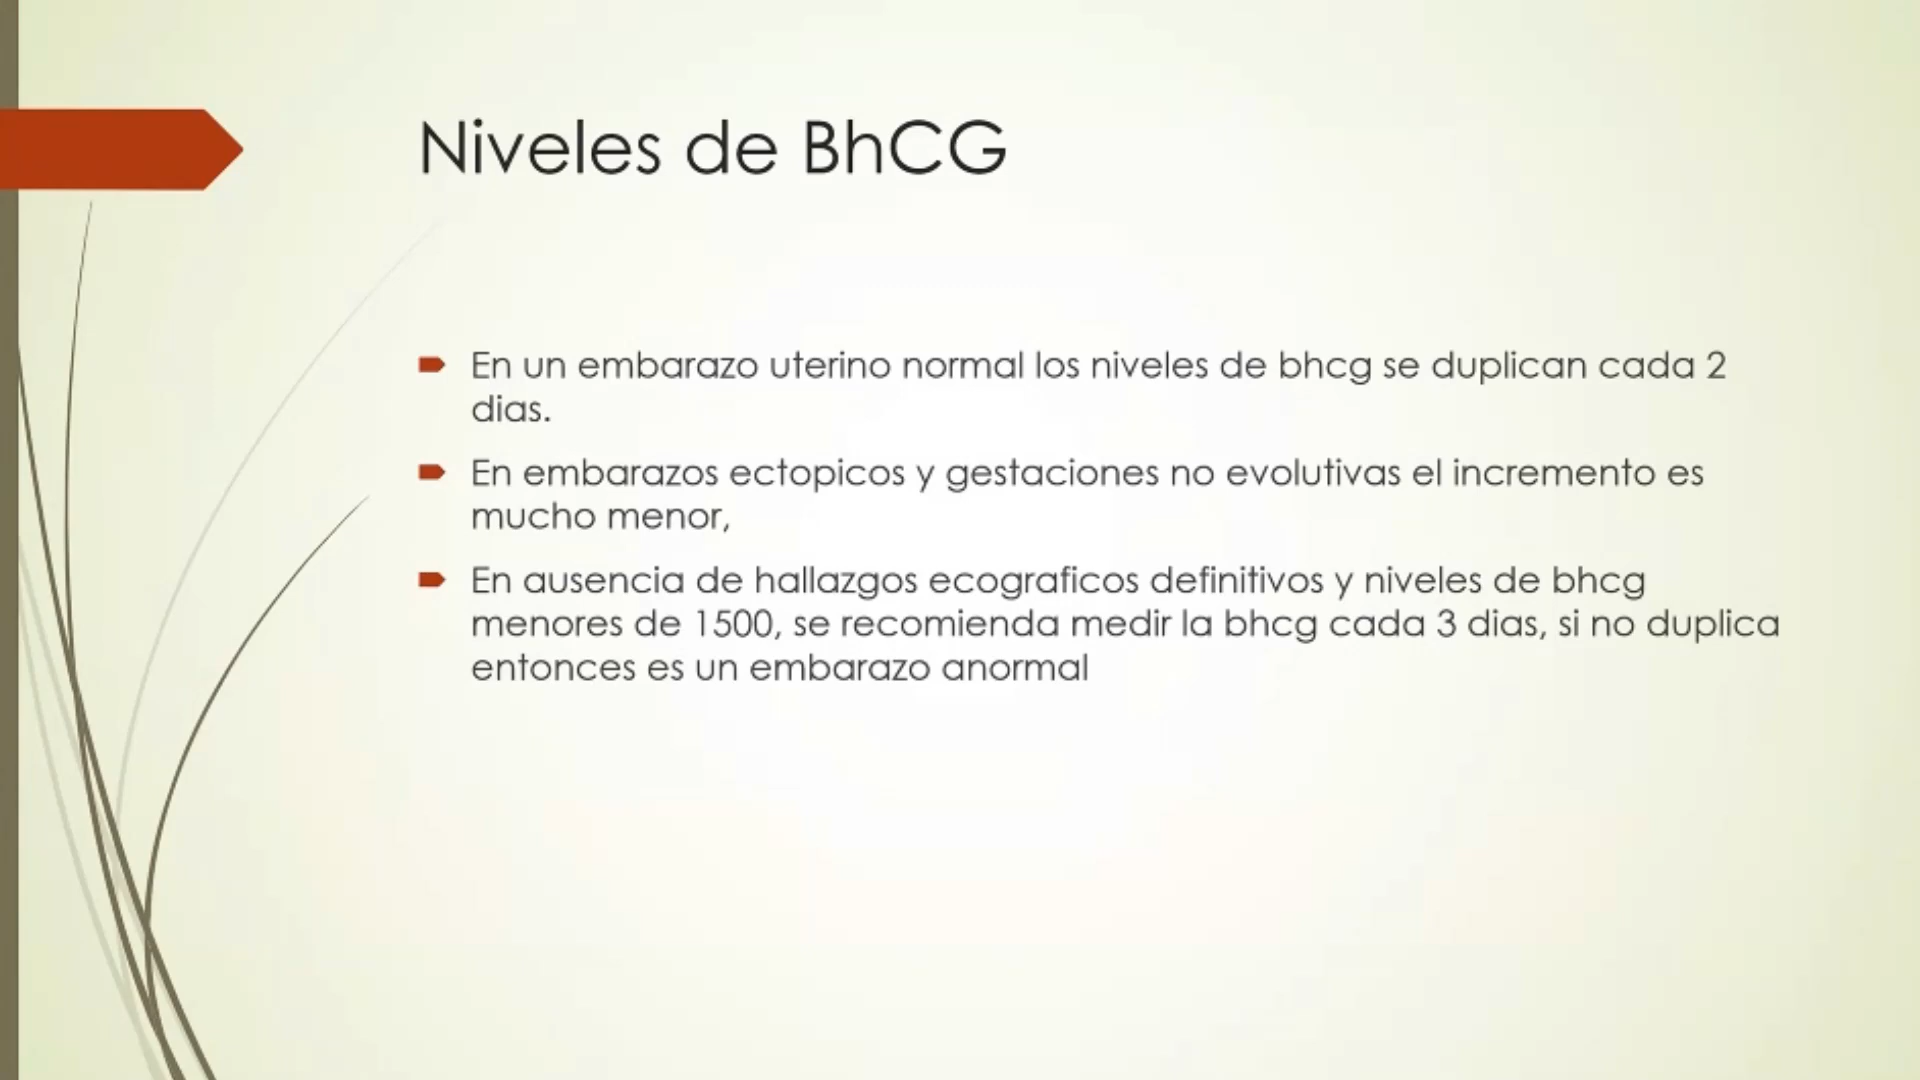 Niveles de BhCG
En un embarazo uterino normal los niveles de bhcg se duplican cada 2
dias.
En embarazos ectopicos y gestaciones no evolutivas el incremento es
mucho menor,
En ausencia de hallazgos ecograficos definitivos y niveles de bhcg
menores de 1500, se recomienda medir la bhcg cada 3 dias, si no duplica
entonces es un embarazo anormal